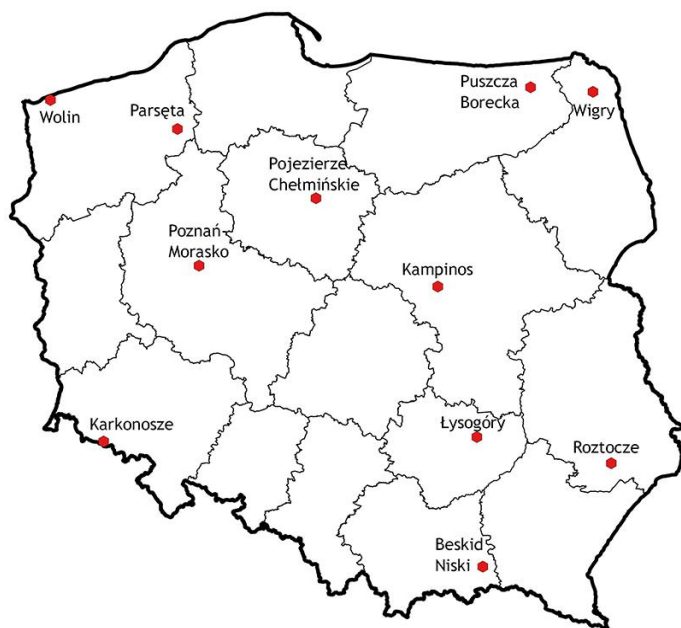 Wolin
Parsęta
Puszcza
Borecka
Wigry
Pojezierze
Chełmińskie
Poznań-
Morasko
Kampinos
Karkonosze
Łysogóry
Roztocze
Beskid
Niski